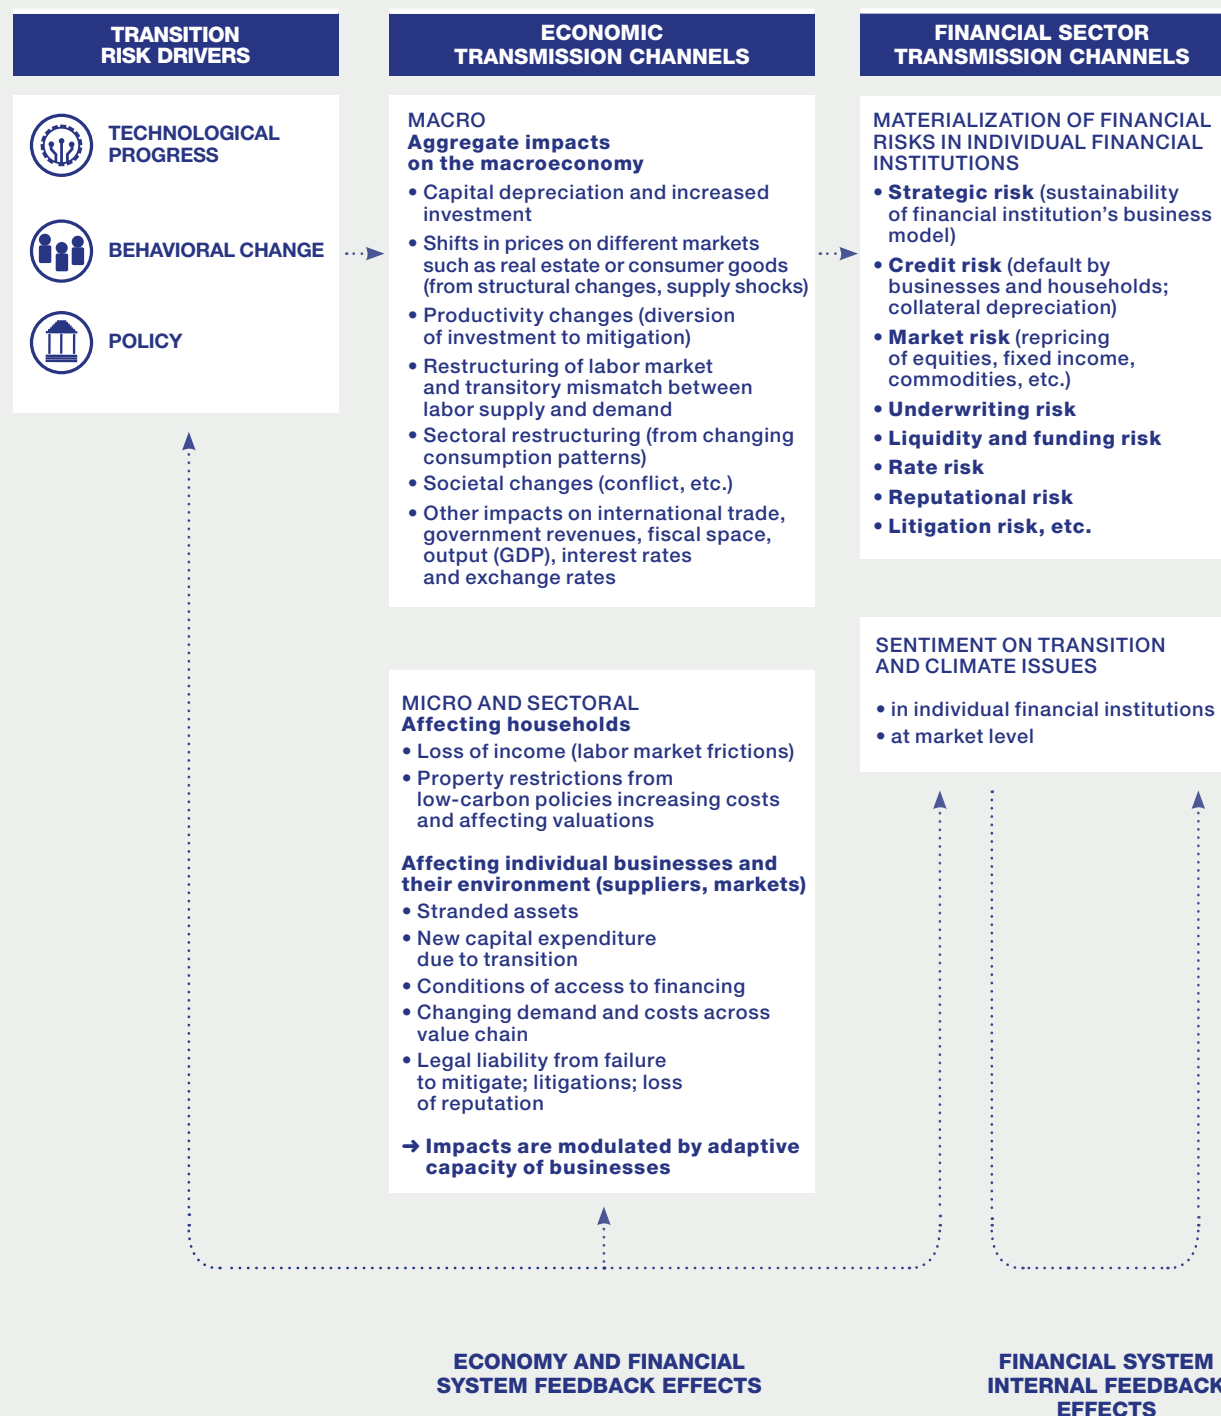 TRANSITION
RISK DRIVERS
TECHNOLOGICAL
PROGRESS
BEHAVIORAL CHANGE
POLICY
ECONOMIC
TRANSMISSION CHANNELS
MACRO
Aggregate impacts
on the macroeconomy
• Capital depreciation and increased
investment
• Shifts in prices on different markets
such as real estate or consumer goods
(from structural changes, supply shocks)
• Productivity changes (diversion
of investment to mitigation)
• Restructuring of labor market
and transitory mismatch between
labor supply and demand
• Sectoral restructuring (from changing
consumption patterns)
• Societal changes (conflict, etc.)
• Other impacts on international trade,
government revenues, fiscal space,
output (GDP), interest rates
and exchange rates
MICRO AND SECTORAL
Affecting households
• Loss of income (labor market frictions)
• Property restrictions from
low-carbon policies increasing costs
and affecting valuations
Affecting individual businesses and
their environment (suppliers, markets)
• Stranded assets
• New capital expenditure
due to transition
• Conditions of access to financing
• Changing demand and costs across
value chain
• Legal liability from failure
to mitigate; litigations; loss
of reputation
➜ Impacts are modulated by adaptive
capacity of businesses
FINANCIAL SECTOR
TRANSMISSION CHANNELS
MATERIALIZATION OF FINANCIAL
RISKS IN INDIVIDUAL FINANCIAL
INSTITUTIONS
• Strategic risk (sustainability
of financial institution's business
model)
• Credit risk (default by
businesses and households;
collateral depreciation)
• Market risk (repricing
of equities, fixed income,
commodities, etc.)
• Underwriting risk
• Liquidity and funding risk
• Rate risk
• Reputational risk
• Litigation risk, etc.
SENTIMENT ON TRANSITION
AND CLIMATE ISSUES
• in individual financial institutions
• at market level
ECONOMY AND FINANCIAL
SYSTEM FEEDBACK EFFECTS
FINANCIAL SYSTEM
INTERNAL FEEDBACK
EFFECTS